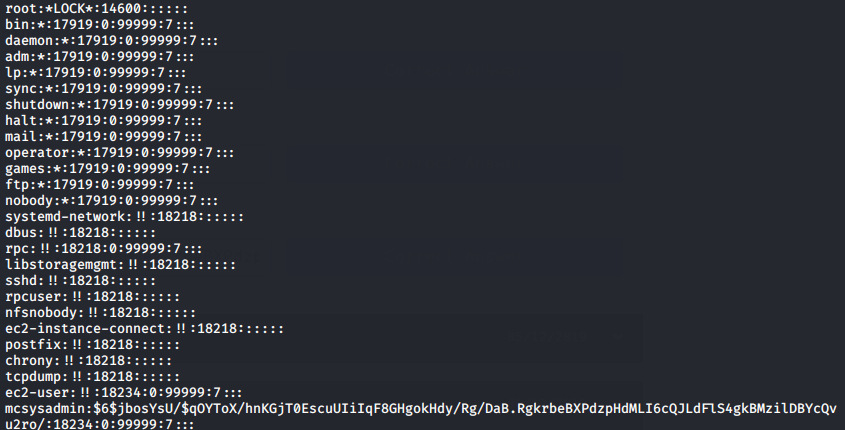 root:*LOCK*:14600::::::
bin:*:17919:0:99999:7:::
daemon:*:17919:0:99999:7:::
adm:*:17919:0:99999:7:::
lp:*:17919:0:99999:7:::
sync:*:17919:0:99999:7:::
shutdown:*:17919:0:99999:7:::
halt:*:17919:0:99999:7:::
mail:*:17919:0:99999:7:::
operator:*:17919:0:99999:7:::
games:*:17919:0:99999:7:::
ftp:*:17919:0:99999:7:::
nobody:*:17919:0:99999:7:::
systemd-network:!!:18218::::::
dbus:!!:18218::::::
rpc:!!:18218:0:99999:7:::
libstoragemgmt:!!:18218::::::
sshd:!!:18218::::::
rpcuser:!!:18218::::::
nfsnobody:!!:18218::::::
ec2-instance-connect:!!:18218::::::
postfix:!!:18218::::::
chrony:!!:18218::::::
tcpdump:!!:18218::::::
ec2-user:!!:18234:0:99999:7:::
mcsysadmin:$6$jbosYsU/$qOYToX/hnKGjT0EscuUIiIqF8GHgokHdy/Rg/DaB.RgkrbeBXPdzpHdMLI6cQJLdFlS4gkBMzilDBYcQv
u2ro/:18234:0:99999:7:::